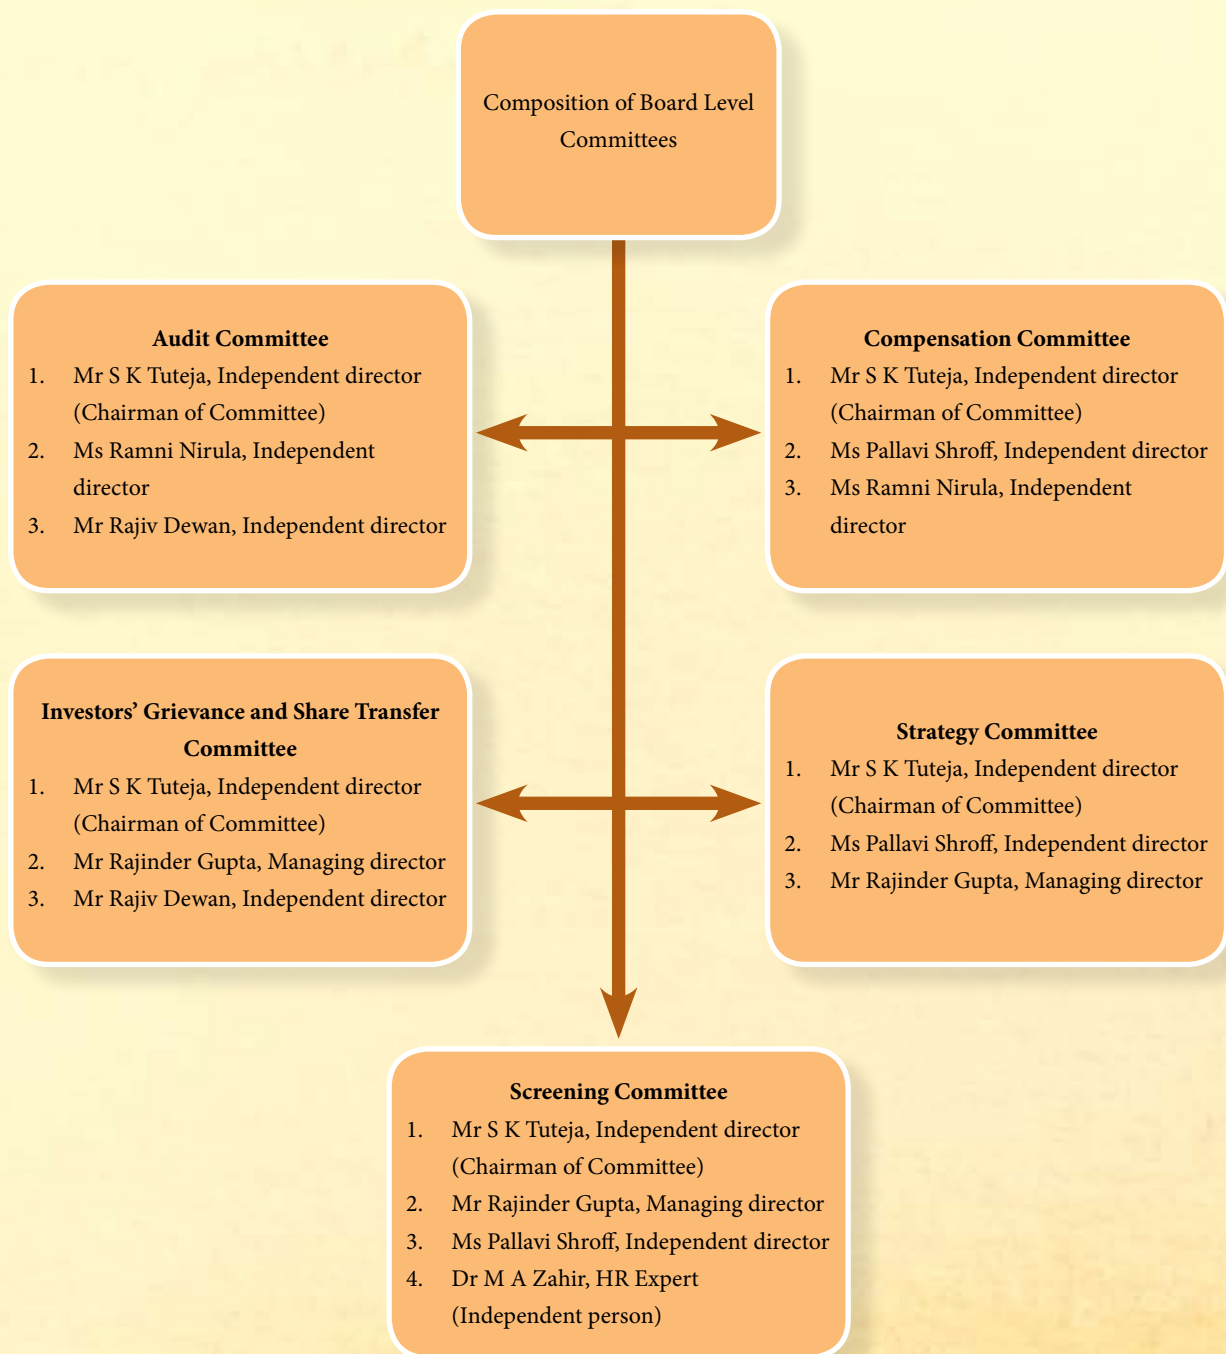 Composition of Board Level
Committees
Audit Committee
1. Mr S K Tuteja, Independent director
(Chairman of Committee)
2. Ms Ramni Nirula, Independent
director
3. Mr Rajiv Dewan, Independent director
Compensation Committee
1. Mr S K Tuteja, Independent director
(Chairman of Committee)
2. Ms Pallavi Shroff, Independent director
3. Ms Ramni Nirula, Independent
director
Investors’ Grievance and Share Transfer
Committee
1. Mr S K Tuteja, Independent director
(Chairman of Committee)
2. Mr Rajinder Gupta, Managing director
3. Mr Rajiv Dewan, Independent director
Strategy Committee
1. Mr S K Tuteja, Independent director
(Chairman of Committee)
2. Ms Pallavi Shroff, Independent director
3. Mr Rajinder Gupta, Managing director
Screening Committee
1. Mr S K Tuteja, Independent director
(Chairman of Committee)
2. Mr Rajinder Gupta, Managing director
3. Ms Pallavi Shroff, Independent director
4. Dr M A Zahir, HR Expert
(Independent person)